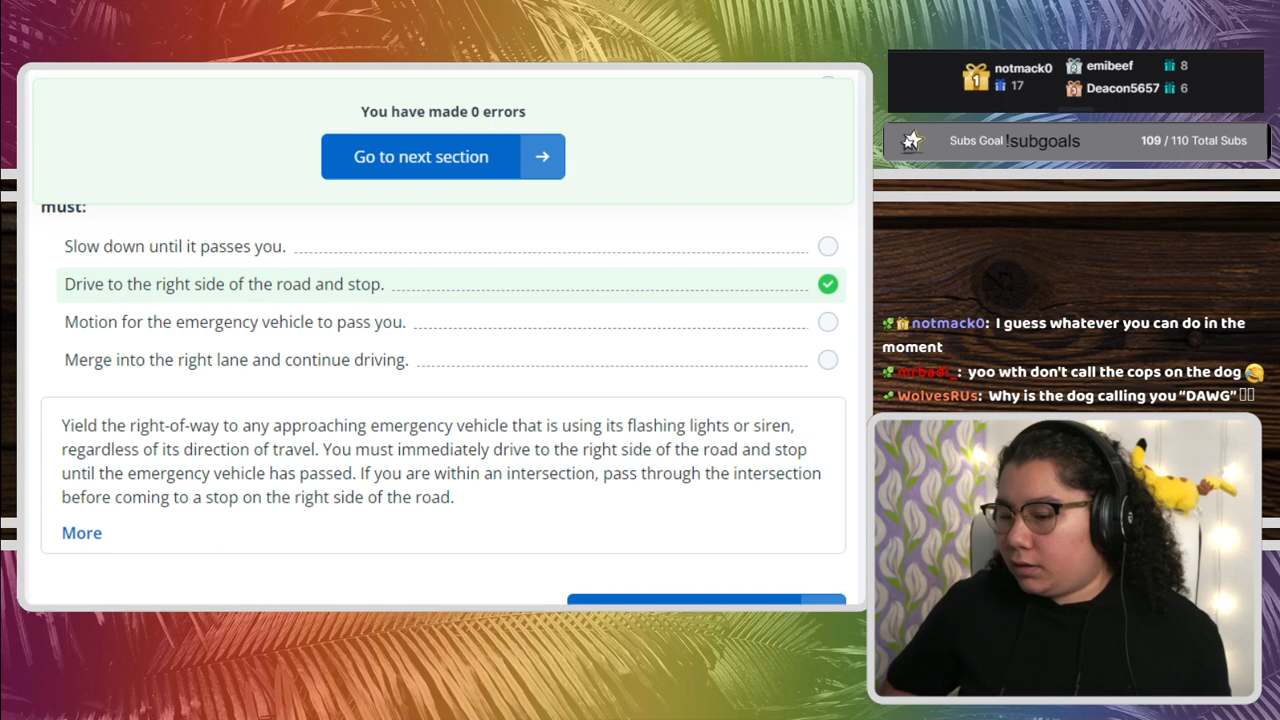 You have made 0 errors
Go to next section
must:
Slow down until it passes you.
Drive to the right side of the road and stop.
Motion for the emergency vehicle to pass you.
Merge into the right lane and continue driving.
Yield the right-of-way to any approaching emergency vehicle that is using its flashing lights or siren,
regardless of its direction of travel. You must immediately drive to the right side of the road and stop
until the emergency vehicle has passed. If you are within an intersection, pass through the intersection
before coming to a stop on the right side of the road.
More
1 notmack0 17
2 emibeef 8
3 Deacon5657 6
Subs Goal !subgoals 109 / 110 Total Subs
notmack0: I guess whatever you can do in the
moment
mrbadi_: yoo wth don't call the cops on the dog 😂
WolvesRUs: Why is the dog calling you “DAWG”